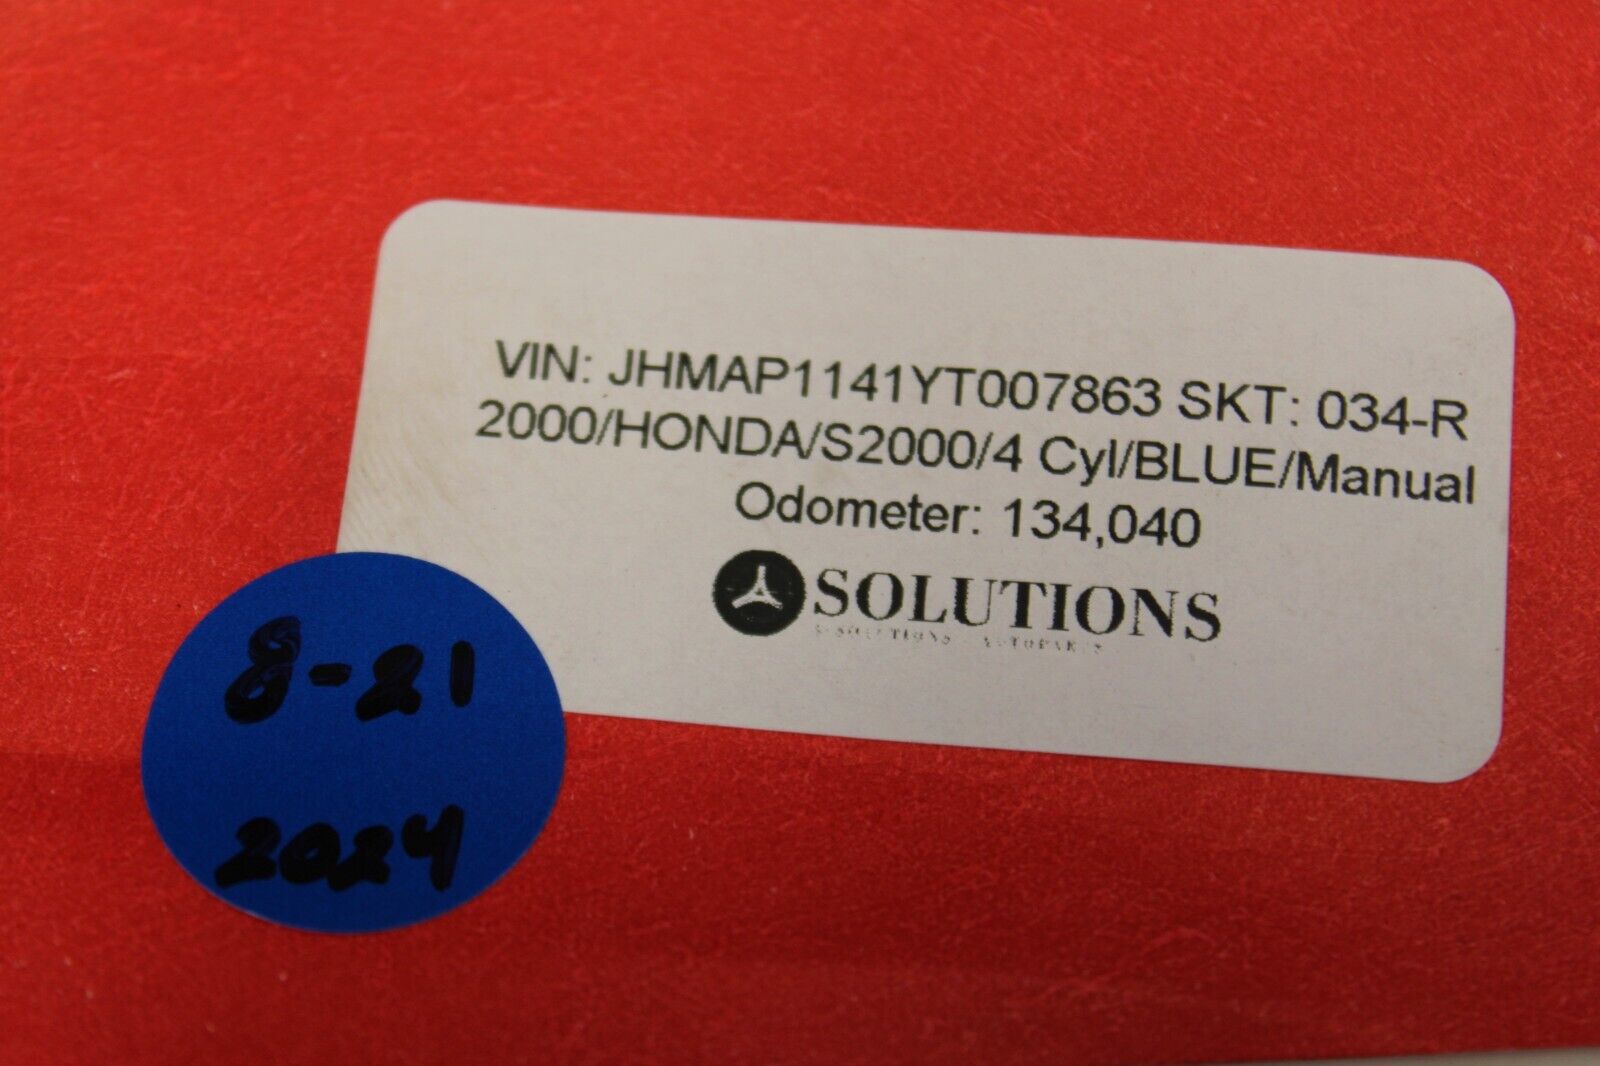 VIN: JHMAP1141YT007863 SKT: 034-R
2000/HONDA/S2000/4 Cyl/BLUE/Manual
Odometer: 134,040
SOLUTIONS
8-21
2024